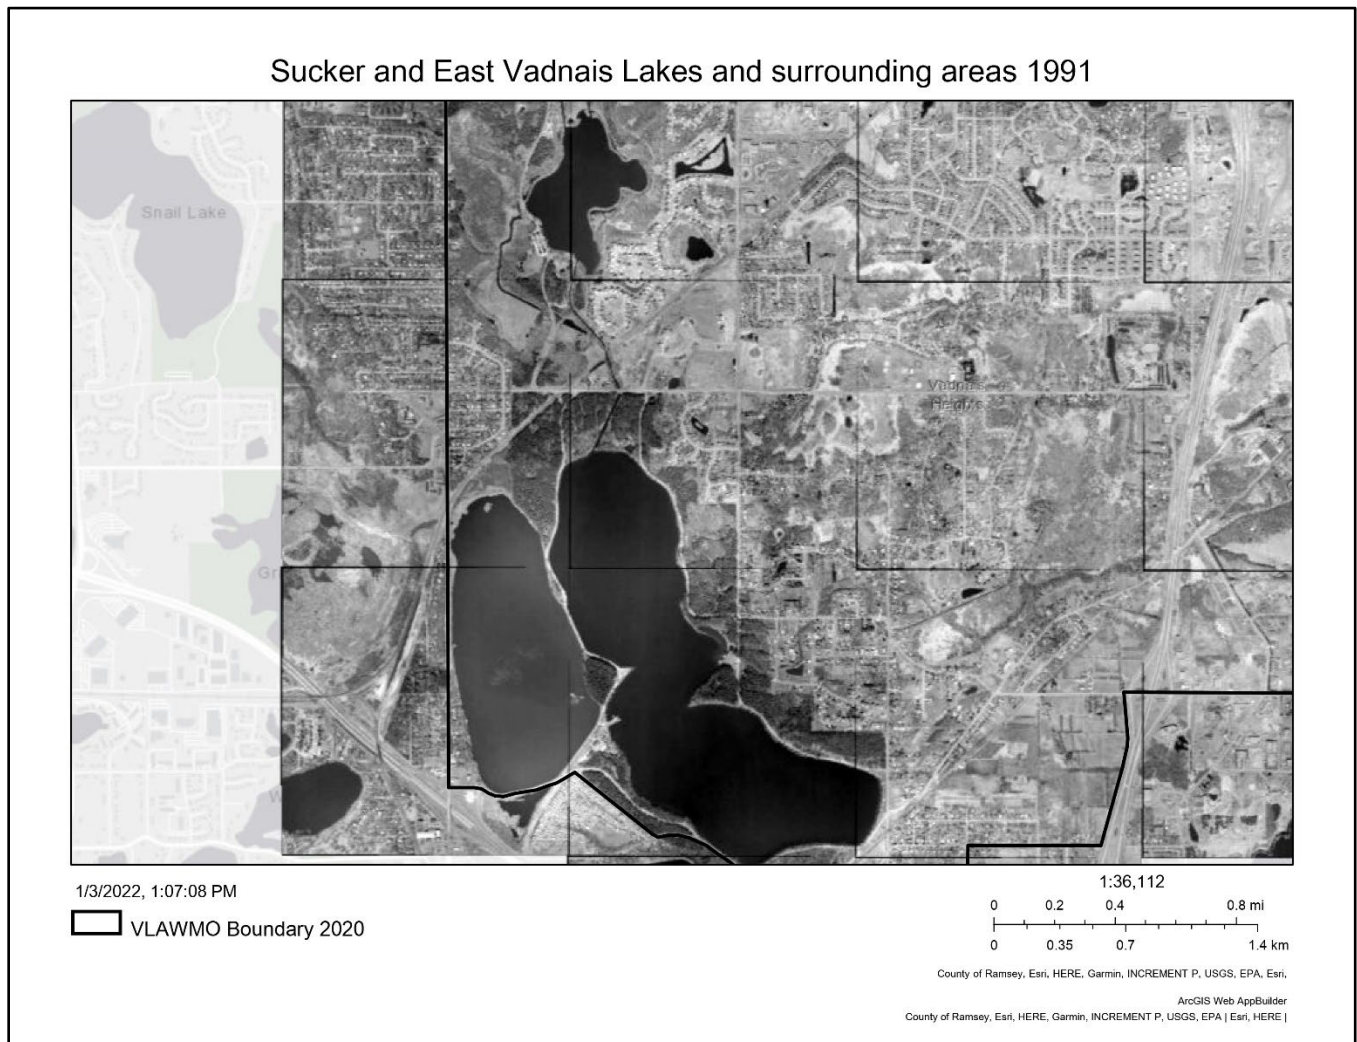 Sucker and East Vadnais Lakes and surrounding areas 1991
Snail Lake
Heights
1/3/2022, 1:07:08 PM
VLAWMO Boundary 2020
1:36,112
0 0.2 0.4 0.8 mi
0 0.35 0.7 1.4 km
County of Ramsey, Esri, HERE, Garmin, INCREMENT P, USGS, EPA, Esri,
ArcGIS Web AppBuilder
County of Ramsey, Esri, HERE, Garmin, INCREMENT P, USGS, EPA | Esri, HERE |